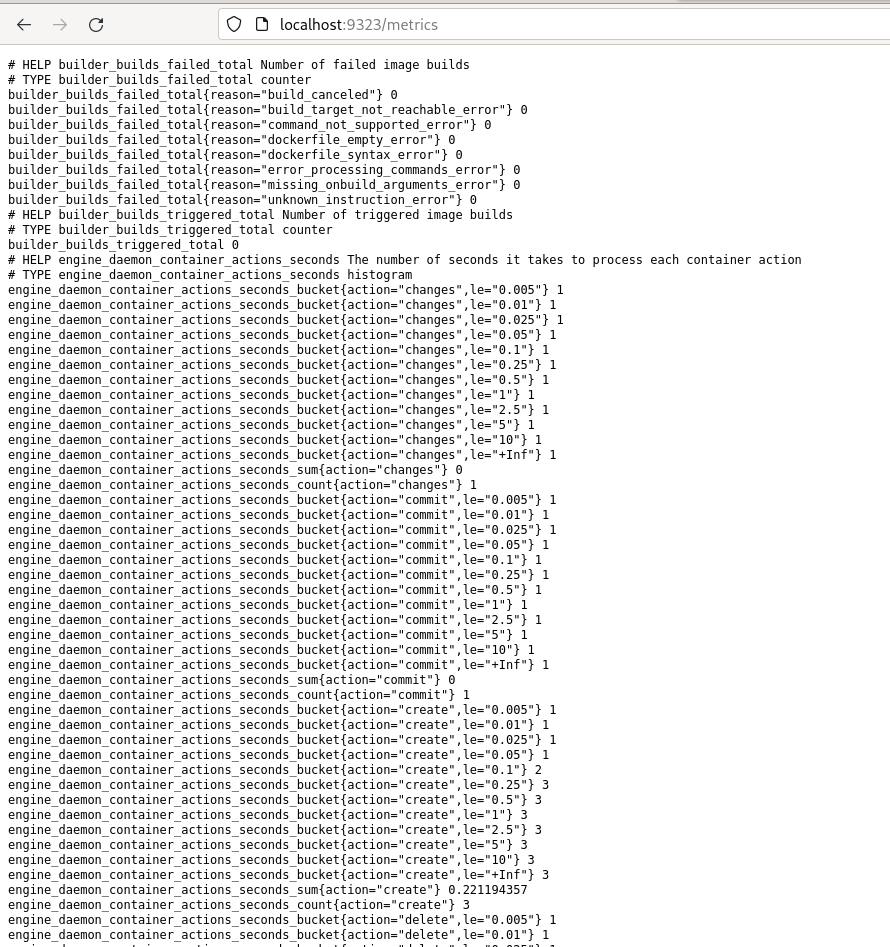 localhost:9323/metrics
# HELP builder_builds_failed_total Number of failed image builds
# TYPE builder_builds_failed_total counter
builder_builds_failed_total{reason="build_canceled"} 0
builder_builds_failed_total{reason="build_target_not_reachable_error"} 0
builder_builds_failed_total{reason="command_not_supported_error"} 0
builder_builds_failed_total{reason="dockerfile_empty_error"} 0
builder_builds_failed_total{reason="dockerfile_syntax_error"} 0
builder_builds_failed_total{reason="error_processing_commands_error"} 0
builder_builds_failed_total{reason="missing_onbuild_arguments_error"} 0
builder_builds_failed_total{reason="unknown_instruction_error"} 0
# HELP builder_builds_triggered_total Number of triggered image builds
# TYPE builder_builds_triggered_total counter
builder_builds_triggered_total 0
# HELP engine_daemon_container_actions_seconds The number of seconds it takes to process each container action
# TYPE engine_daemon_container_actions_seconds histogram
engine_daemon_container_actions_seconds_bucket{action="changes",le="0.005"} 1
engine_daemon_container_actions_seconds_bucket{action="changes",le="0.01"} 1
engine_daemon_container_actions_seconds_bucket{action="changes",le="0.025"} 1
engine_daemon_container_actions_seconds_bucket{action="changes",le="0.05"} 1
engine_daemon_container_actions_seconds_bucket{action="changes",le="0.1"} 1
engine_daemon_container_actions_seconds_bucket{action="changes",le="0.25"} 1
engine_daemon_container_actions_seconds_bucket{action="changes",le="0.5"} 1
engine_daemon_container_actions_seconds_bucket{action="changes",le="1"} 1
engine_daemon_container_actions_seconds_bucket{action="changes",le="2.5"} 1
engine_daemon_container_actions_seconds_bucket{action="changes",le="5"} 1
engine_daemon_container_actions_seconds_bucket{action="changes",le="10"} 1
engine_daemon_container_actions_seconds_bucket{action="changes",le="+Inf"} 1
engine_daemon_container_actions_seconds_sum{action="changes"} 0
engine_daemon_container_actions_seconds_count{action="changes"} 1
engine_daemon_container_actions_seconds_bucket{action="commit",le="0.005"} 1
engine_daemon_container_actions_seconds_bucket{action="commit",le="0.01"} 1
engine_daemon_container_actions_seconds_bucket{action="commit",le="0.025"} 1
engine_daemon_container_actions_seconds_bucket{action="commit",le="0.05"} 1
engine_daemon_container_actions_seconds_bucket{action="commit",le="0.1"} 1
engine_daemon_container_actions_seconds_bucket{action="commit",le="0.25"} 1
engine_daemon_container_actions_seconds_bucket{action="commit",le="0.5"} 1
engine_daemon_container_actions_seconds_bucket{action="commit",le="1"} 1
engine_daemon_container_actions_seconds_bucket{action="commit",le="2.5"} 1
engine_daemon_container_actions_seconds_bucket{action="commit",le="5"} 1
engine_daemon_container_actions_seconds_bucket{action="commit",le="10"} 1
engine_daemon_container_actions_seconds_bucket{action="commit",le="+Inf"} 1
engine_daemon_container_actions_seconds_sum{action="commit"} 0
engine_daemon_container_actions_seconds_count{action="commit"} 1
engine_daemon_container_actions_seconds_bucket{action="create",le="0.005"} 1
engine_daemon_container_actions_seconds_bucket{action="create",le="0.01"} 1
engine_daemon_container_actions_seconds_bucket{action="create",le="0.025"} 1
engine_daemon_container_actions_seconds_bucket{action="create",le="0.05"} 1
engine_daemon_container_actions_seconds_bucket{action="create",le="0.1"} 2
engine_daemon_container_actions_seconds_bucket{action="create",le="0.25"} 3
engine_daemon_container_actions_seconds_bucket{action="create",le="0.5"} 3
engine_daemon_container_actions_seconds_bucket{action="create",le="1"} 3
engine_daemon_container_actions_seconds_bucket{action="create",le="2.5"} 3
engine_daemon_container_actions_seconds_bucket{action="create",le="5"} 3
engine_daemon_container_actions_seconds_bucket{action="create",le="10"} 3
engine_daemon_container_actions_seconds_bucket{action="create",le="+Inf"} 3
engine_daemon_container_actions_seconds_sum{action="create"} 0.221194357
engine_daemon_container_actions_seconds_count{action="create"} 3
engine_daemon_container_actions_seconds_bucket{action="delete",le="0.005"} 1
engine_daemon_container_actions_seconds_bucket{action="delete",le="0.01"} 1